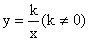 y = k/x (k ≠ 0)